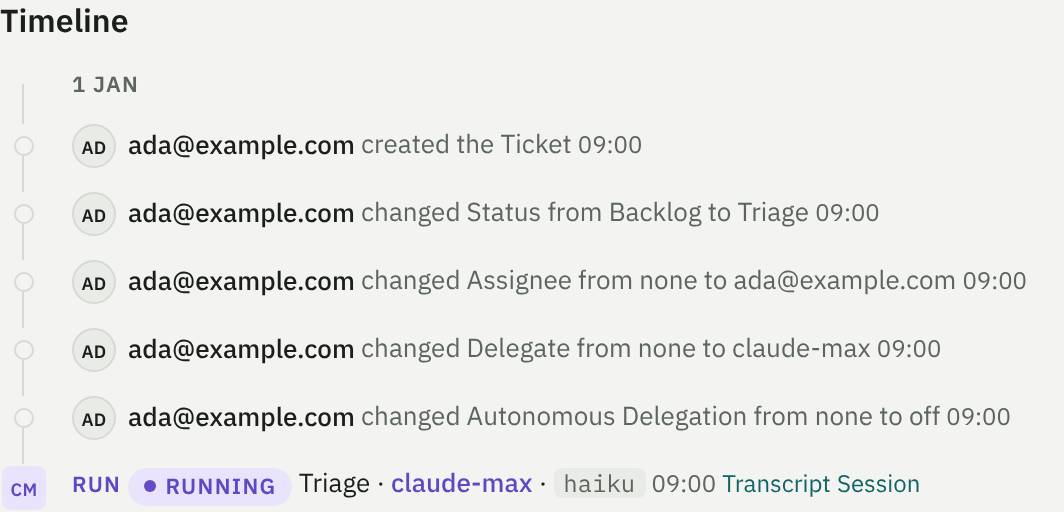 Timeline
1 JAN
AD ada@example.com created the Ticket 09:00
AD ada@example.com changed Status from Backlog to Triage 09:00
AD ada@example.com changed Assignee from none to ada@example.com 09:00
AD ada@example.com changed Delegate from none to claude-max 09:00
AD ada@example.com changed Autonomous Delegation from none to off 09:00
CM RUN RUNNING Triage · claude-max · haiku 09:00 Transcript Session